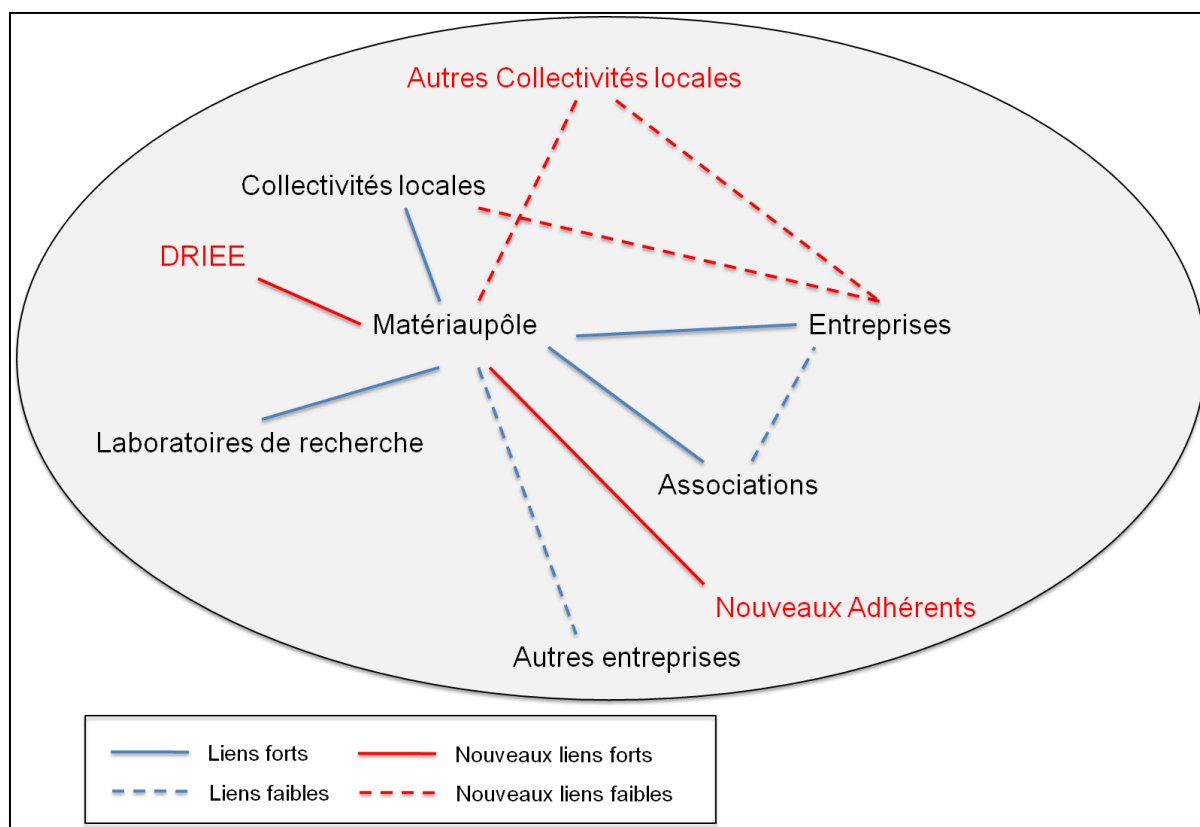 Autres Collectivités locales
Collectivités locales
DRIEE
Matériaupôle
Entreprises
Laboratoires de recherche
Associations
Nouveaux Adhérents
Autres entreprises
Liens forts
Nouveaux liens forts
Liens faibles
Nouveaux liens faibles